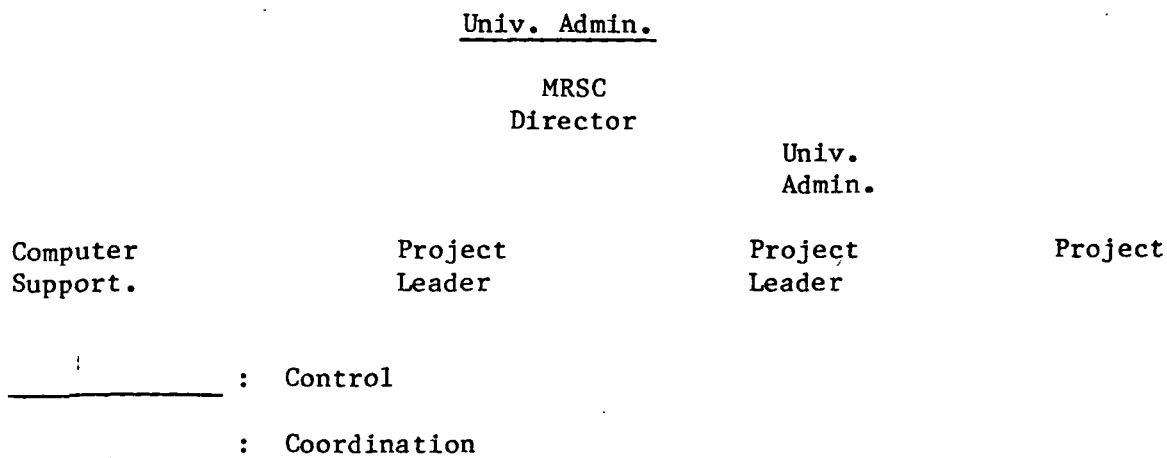 Univ. Admin.
MRSC
Director
Univ.
Admin.
Computer Project Project Project
Support. Leader Leader
: Control
: Coordination